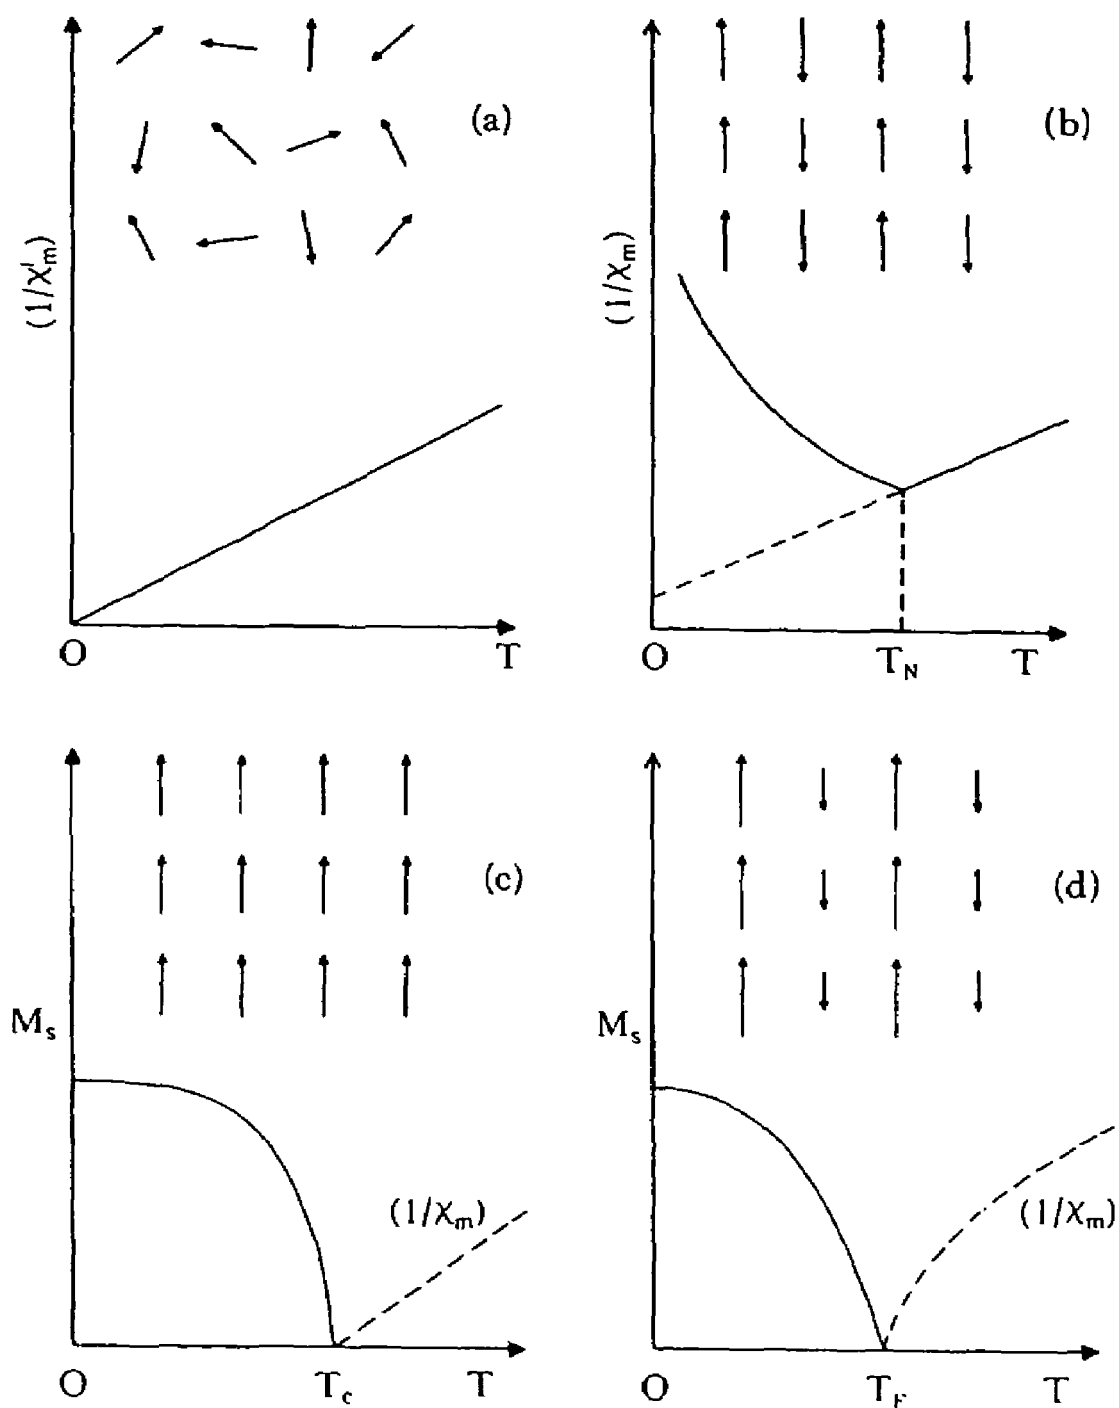 (a)
(1/χ'm)
O T
(b)
(1/χm)
O TN T
(c)
Ms
(1/χm)
O Tc T
(d)
Ms
(1/χm)
O TF T